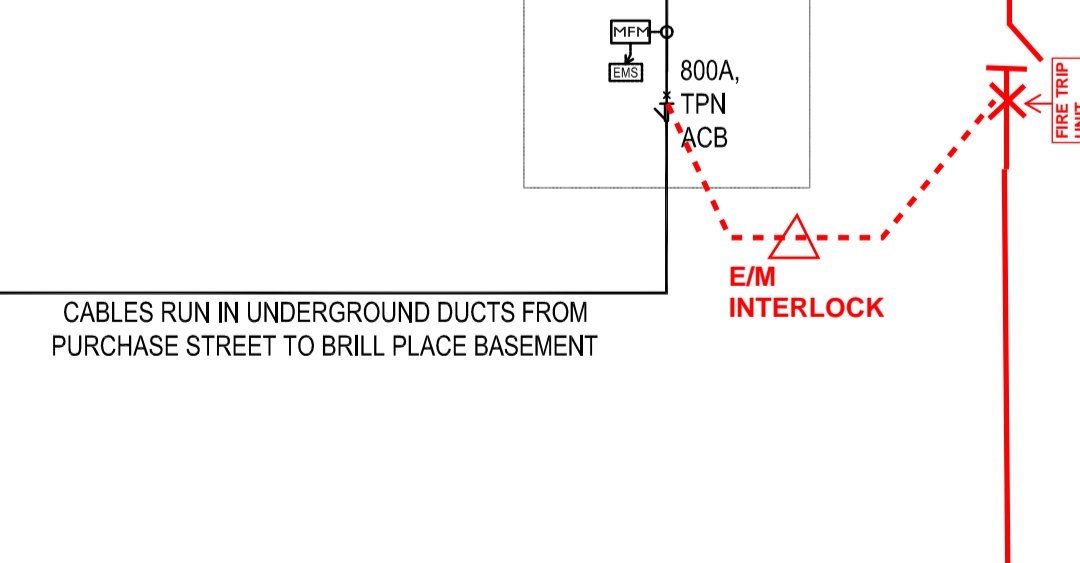 MFM
EMS
800A,
TPN
ACB
FIRE TRIP
UNIT
E/M
INTERLOCK
CABLES RUN IN UNDERGROUND DUCTS FROM
PURCHASE STREET TO BRILL PLACE BASEMENT